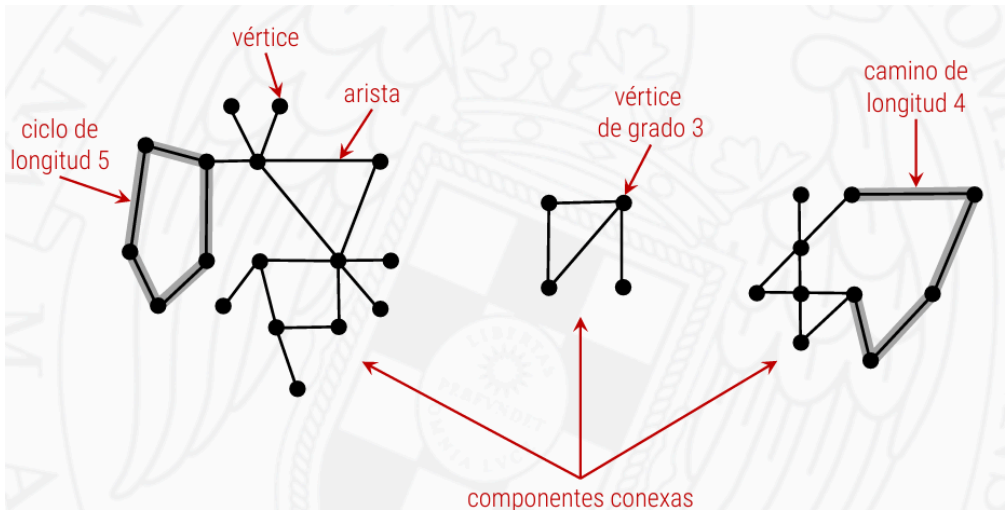 vértice
arista
ciclo de
longitud 5
vértice
de grado 3
camino de
longitud 4
componentes conexas